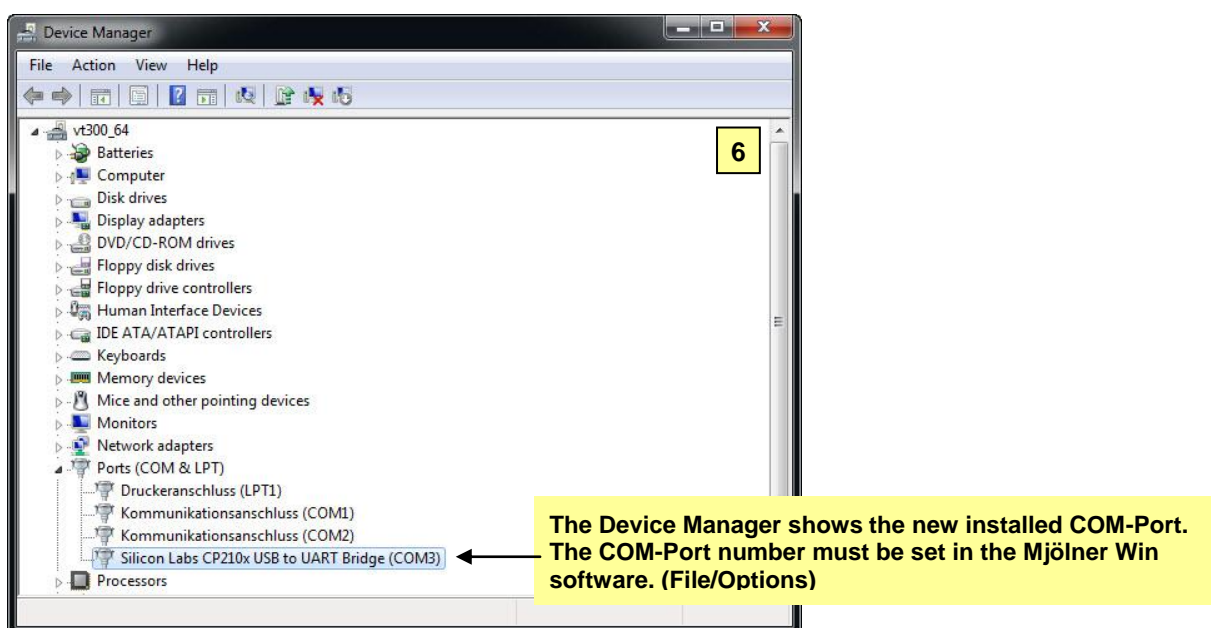 Device Manager
File Action View Help
vt300_64
6
Batteries
Computer
Disk drives
Display adapters
DVD/CD-ROM drives
Floppy disk drives
Floppy drive controllers
Human Interface Devices
IDE ATA/ATAPI controllers
Keyboards
Memory devices
Mice and other pointing devices
Monitors
Network adapters
Ports (COM & LPT)
Druckeranschluss (LPT1)
Kommunikationsanschluss (COM1)
Kommunikationsanschluss (COM2)
Silicon Labs CP210x USB to UART Bridge (COM3)
Processors
The Device Manager shows the new installed COM-Port.
The COM-Port number must be set in the Mjölner Win
software. (File/Options)